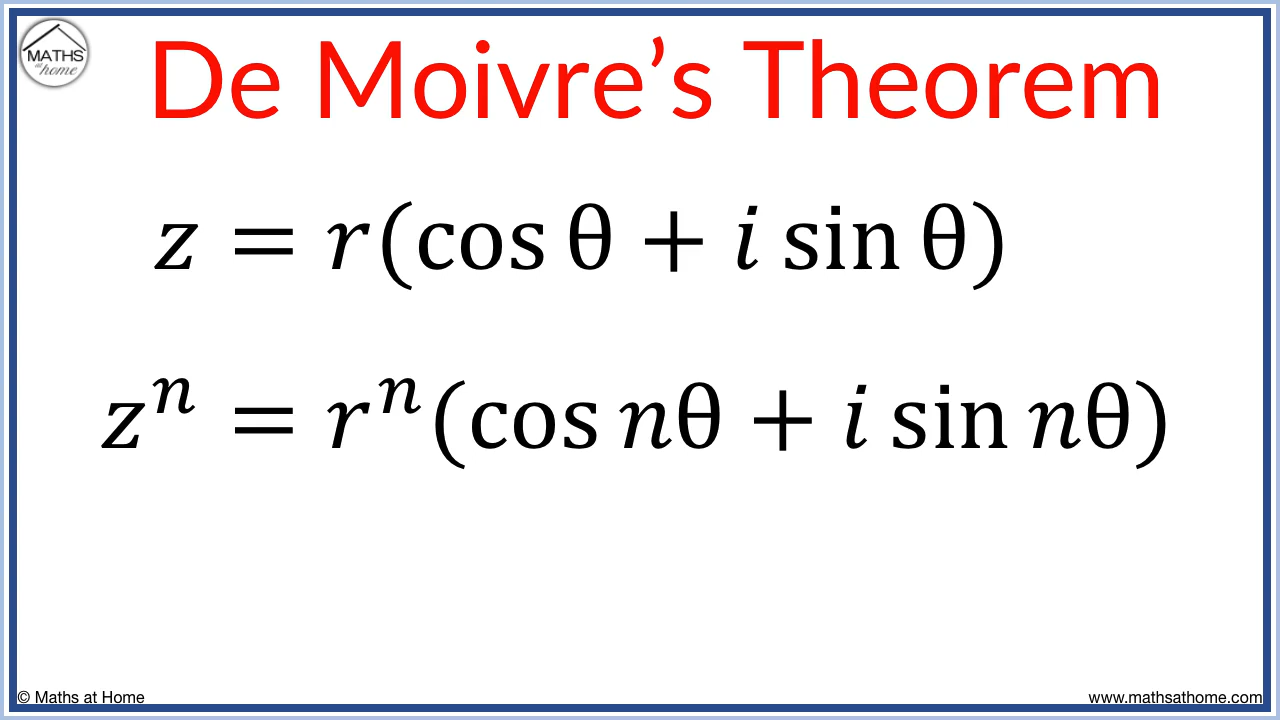 MATHS
at
home
De Moivre's Theorem
z = r(cos θ + i sin θ)
zⁿ = rⁿ(cos nθ + i sin nθ)
© Maths at Home
www.mathsathome.com